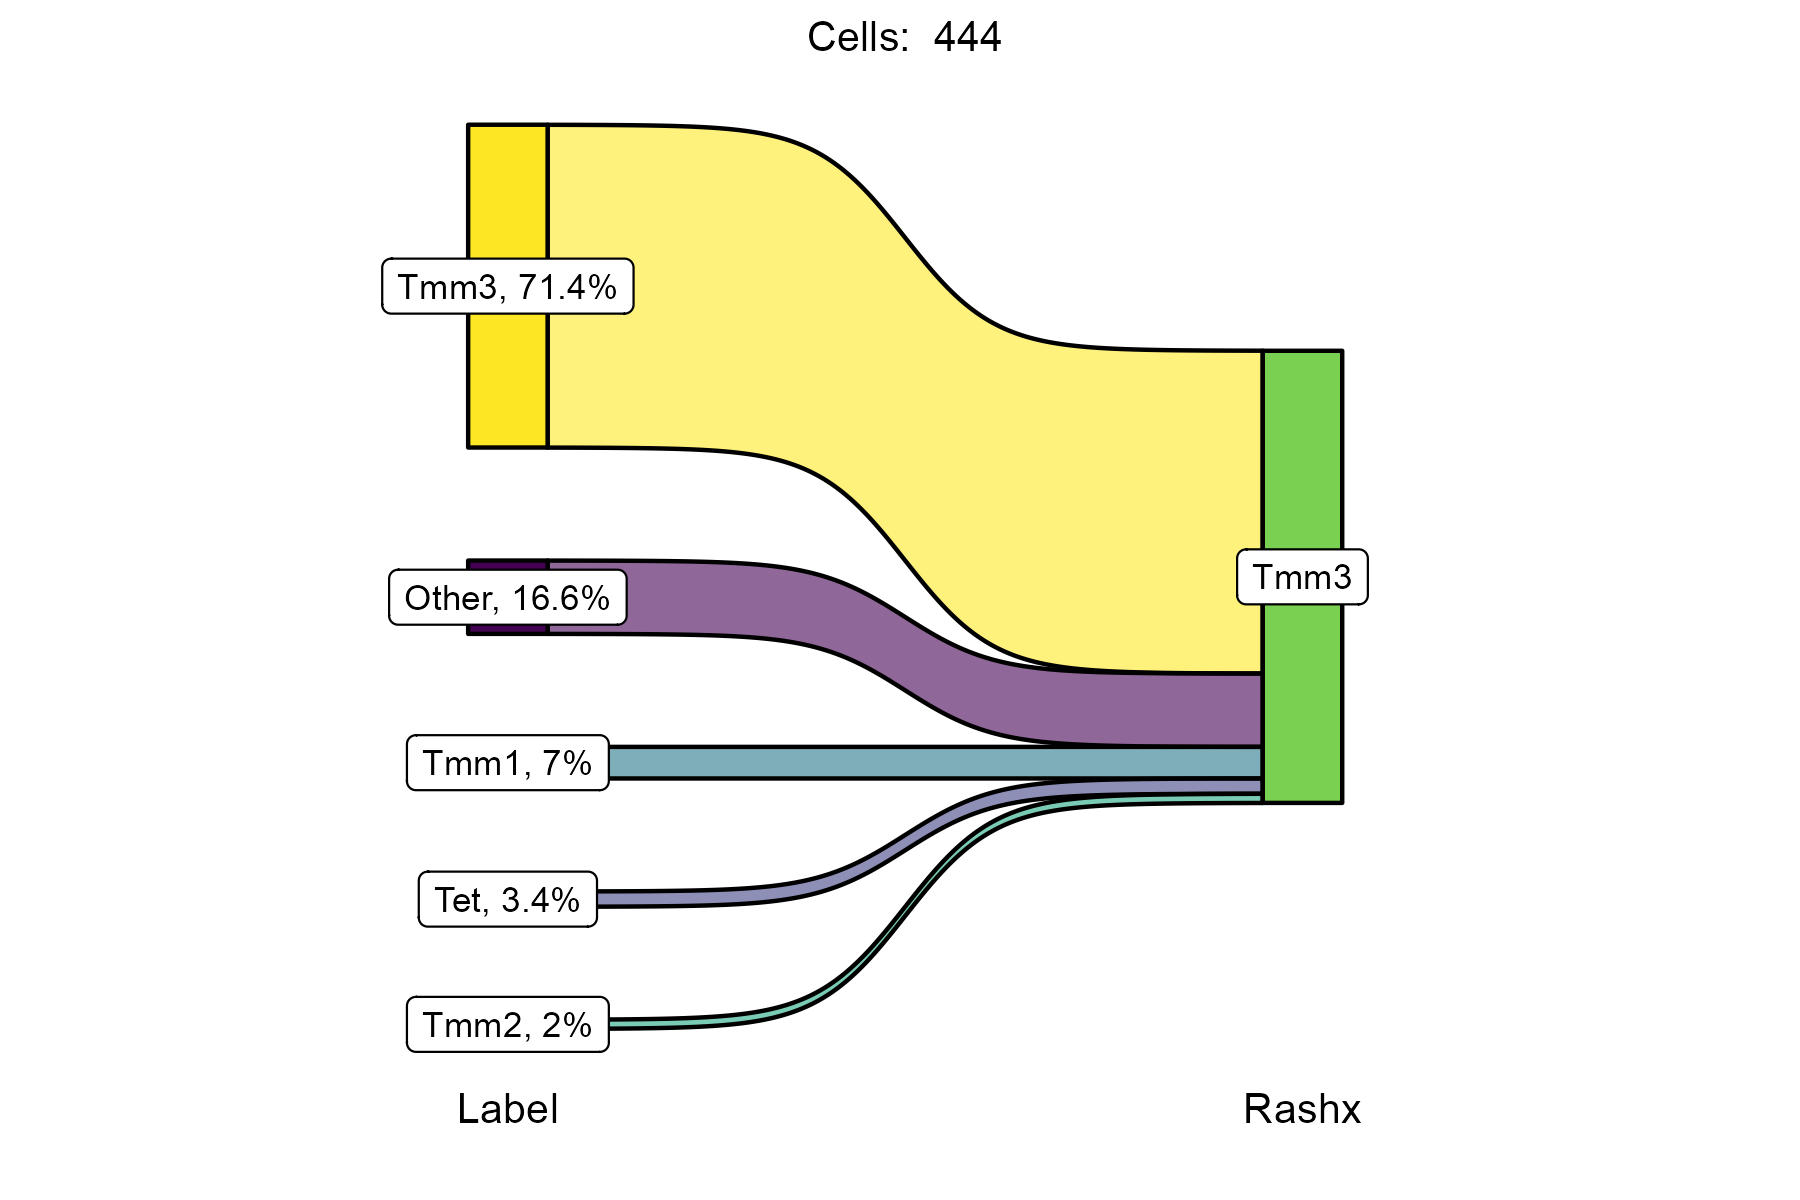 Cells:  444
Tmm3, 71.4%
Tmm3
Other, 16.6%
Tmm1, 7%
Tet, 3.4%
Tmm2, 2%
Label
Rashx